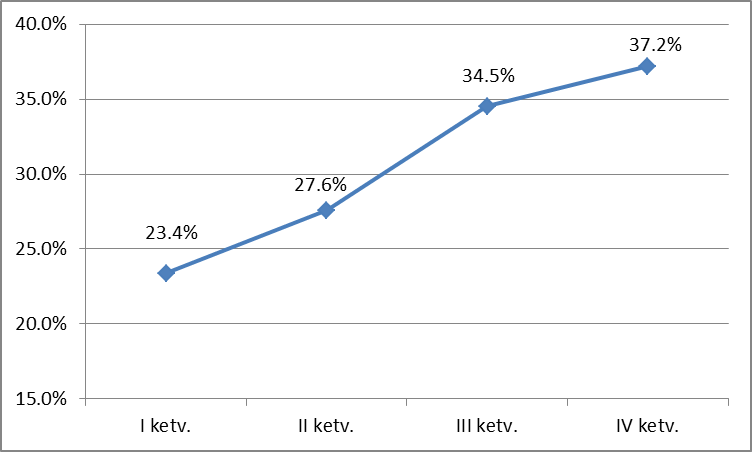 40.0%
35.0%
30.0%
25.0%
20.0%
15.0%
23.4%
27.6%
34.5%
37.2%
I ketv.
II ketv.
III ketv.
IV ketv.